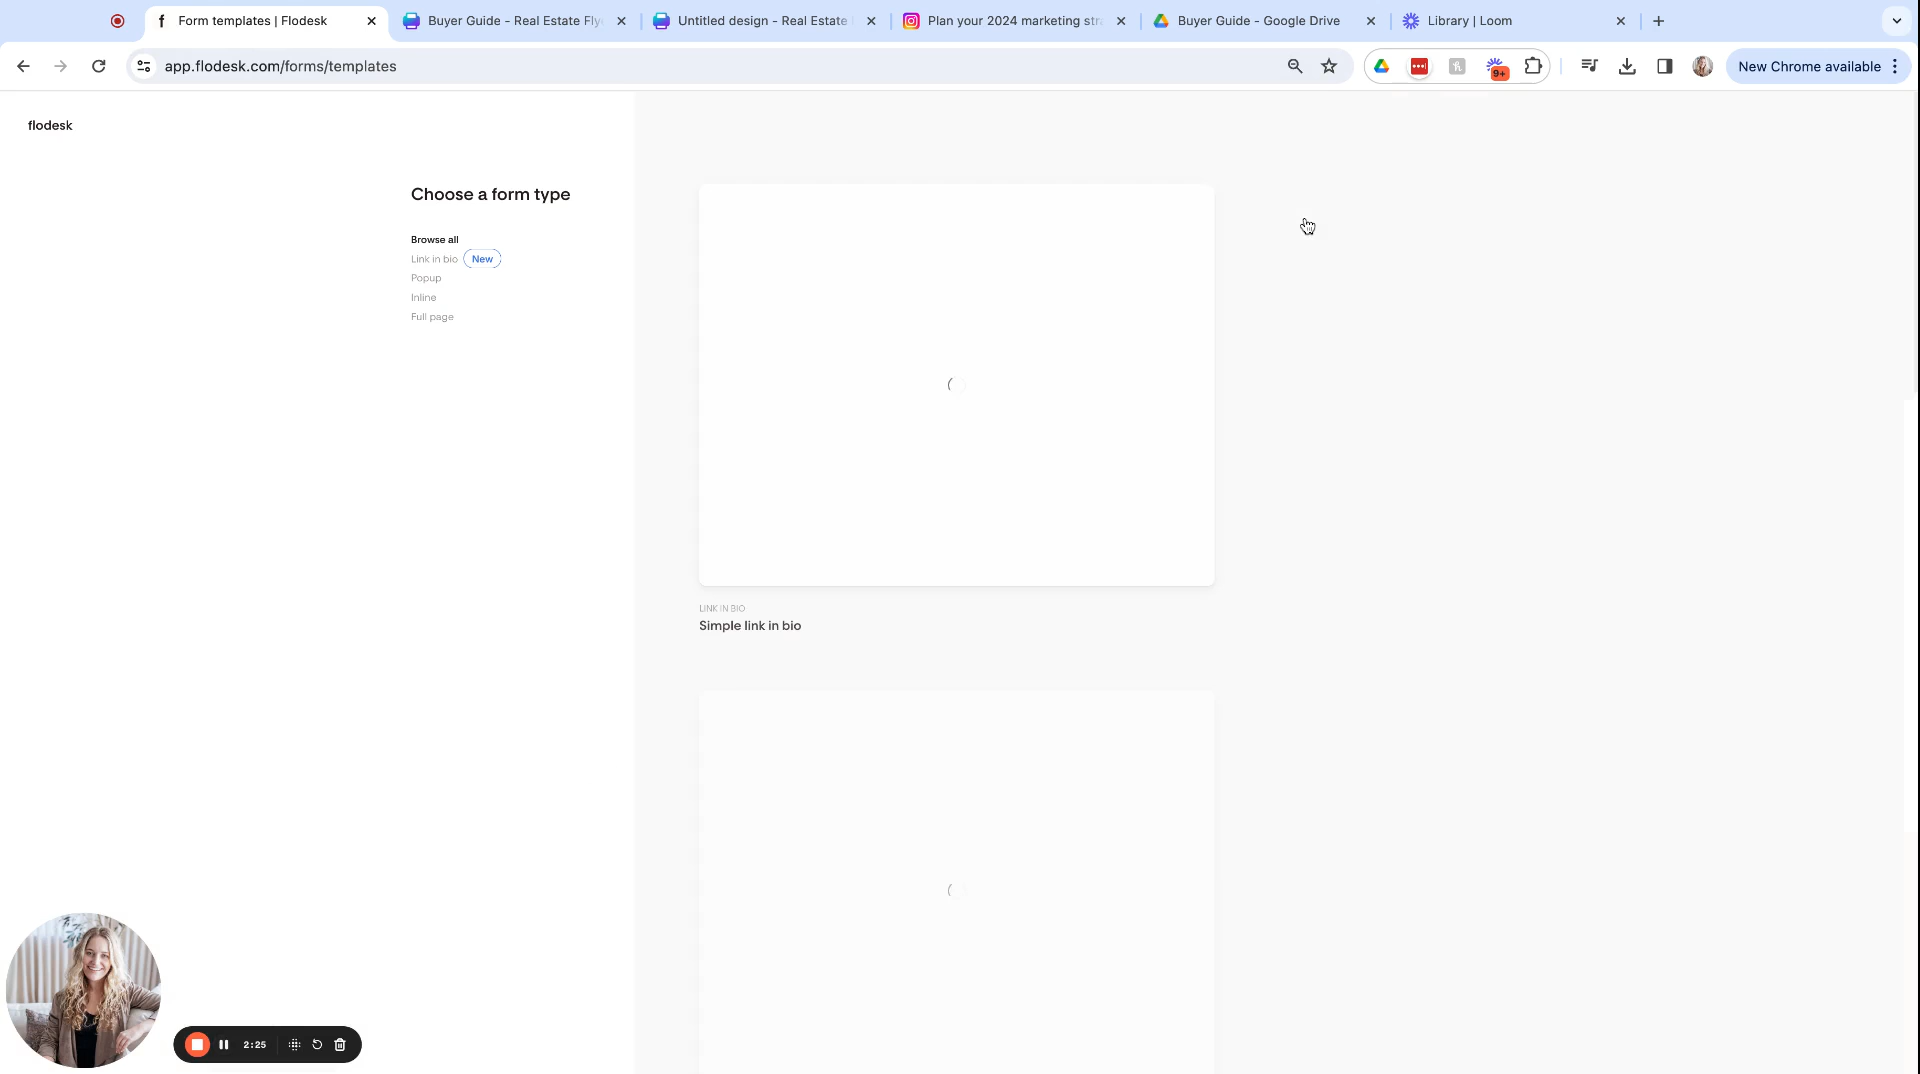 Form templates | Flodesk
Buyer Guide - Real Estate Fly
Untitled design - Real Estate
Plan your 2024 marketing stra
Buyer Guide - Google Drive
Library | Loom
app.flodesk.com/forms/templates
9+
New Chrome available
flodesk
Choose a form type
Browse all
Link in bio New
Popup
Inline
Full page
LINK IN BIO
Simple link in bio
2:25